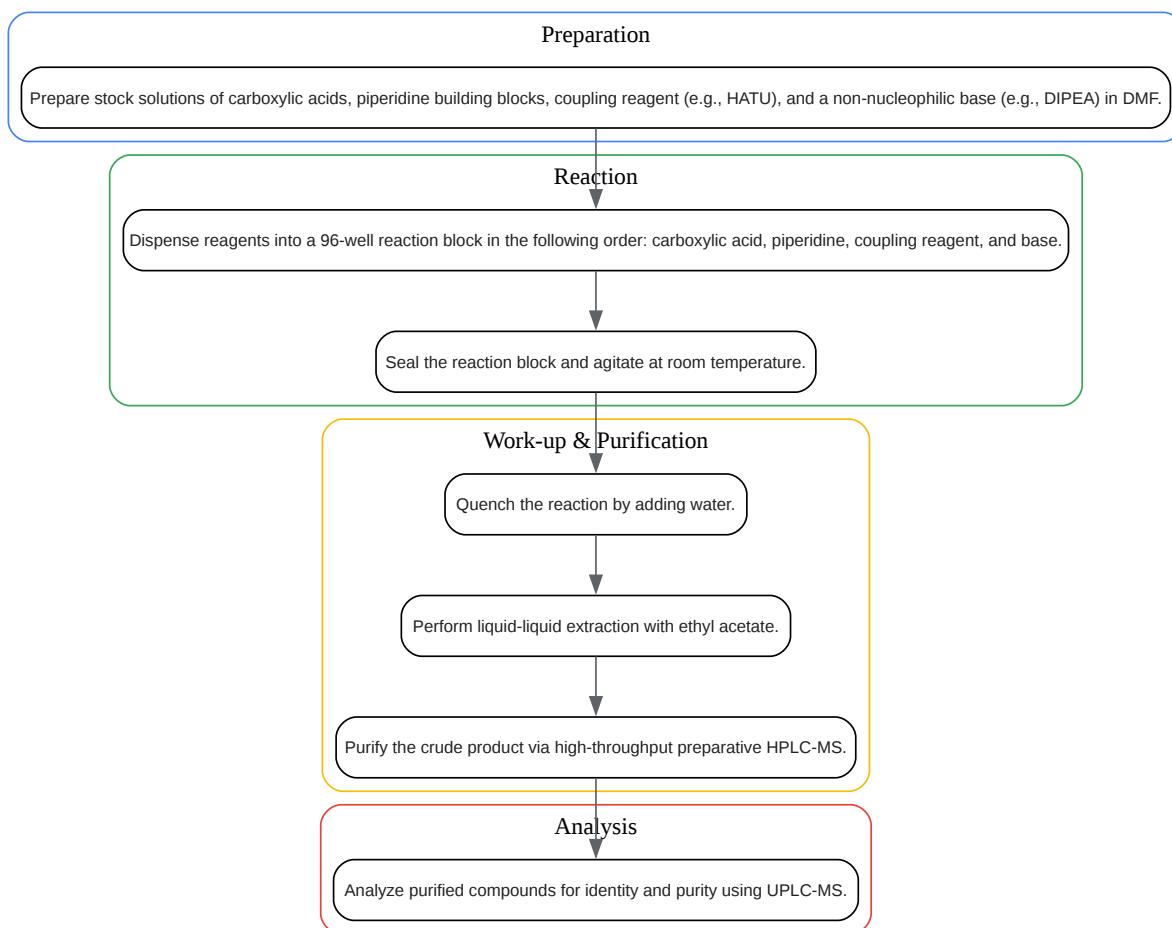 Preparation
Prepare stock solutions of carboxylic acids, piperidine building blocks, coupling reagent (e.g., HATU), and a non-nucleophilic base (e.g., DIPEA) in DMF.
Reaction
Dispense reagents into a 96-well reaction block in the following order: carboxylic acid, piperidine, coupling reagent, and base.
Seal the reaction block and agitate at room temperature.
Work-up & Purification
Quench the reaction by adding water.
Perform liquid-liquid extraction with ethyl acetate.
Purify the crude product via high-throughput preparative HPLC-MS.
Analysis
Analyze purified compounds for identity and purity using UPLC-MS.